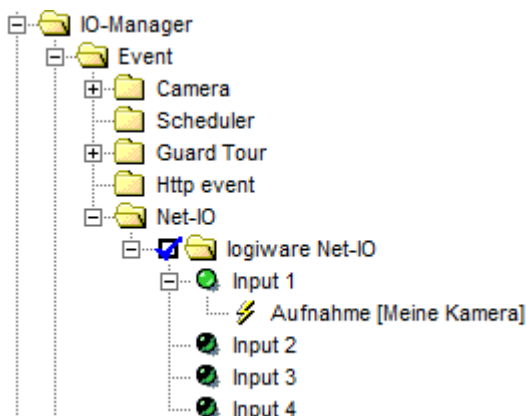 IO-Manager
Event
Camera
Scheduler
Guard Tour
Http event
Net-IO
logiware Net-IO
Input 1
Aufnahme [Meine Kamera]
Input 2
Input 3
Input 4